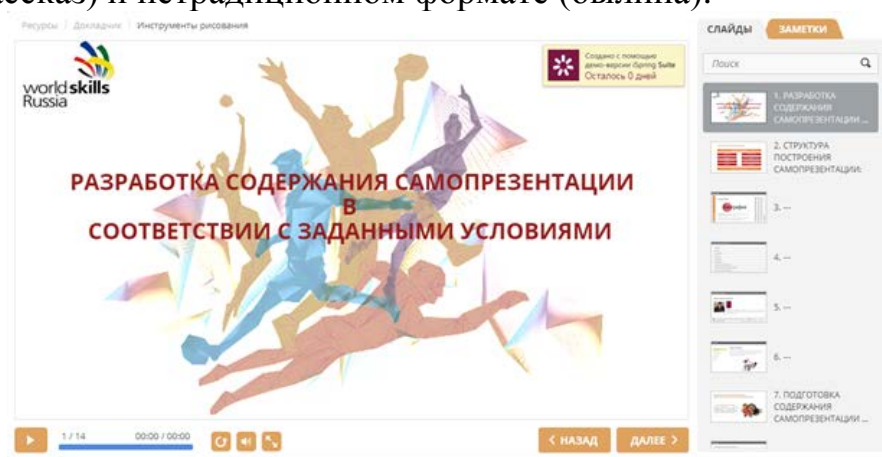 ссказ) и нетрадиционном формате (былина).
Ресурсы / Докладчик / Инструменты рисования
СЛАЙДЫ
ЗАМЕТКИ
world skills
Russia
Создано с помощью
демо-версии iSpring Suite
Осталось 0 дней
Поиск
РАЗРАБОТКА СОДЕРЖАНИЯ САМОПРЕЗЕНТАЦИИ
В
СООТВЕТСТВИИ С ЗАДАННЫМИ УСЛОВИЯМИ
1. РАЗРАБОТКА
СОДЕРЖАНИЯ
САМОПРЕЗЕНТАЦИИ ...
2. СТРУКТУРА
ПОСТРОЕНИЯ
САМОПРЕЗЕНТАЦИИ:
3. --
4. --
5. --
6. --
7. ПОДГОТОВКА
СОДЕРЖАНИЯ
САМОПРЕЗЕНТАЦИИ ...
1 / 14
00:00 / 00:00
< НАЗАД
ДАЛЕЕ >